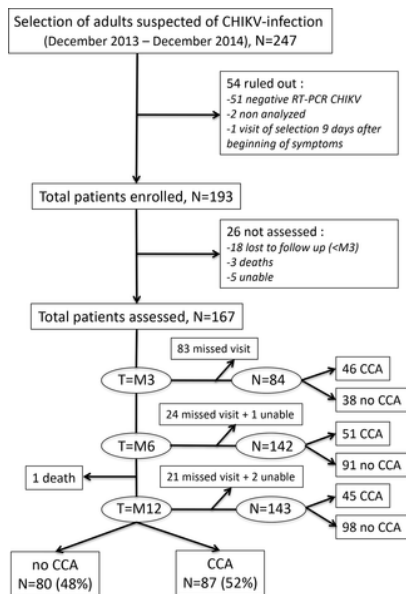 Selection of adults suspected of CHIKV-infection
(December 2013 – December 2014), N=247
54 ruled out :
-51 negative RT-PCR CHIKV
-2 non analyzed
-1 visit of selection 9 days after
beginning of symptoms
Total patients enrolled, N=193
26 not assessed :
-18 lost to follow up (<M3)
-3 deaths
-5 unable
Total patients assessed, N=167
83 missed visit
T=M3
N=84
46 CCA
38 no CCA
24 missed visit + 1 unable
T=M6
N=142
51 CCA
91 no CCA
1 death
21 missed visit + 2 unable
T=M12
N=143
45 CCA
98 no CCA
no CCA
N=80 (48%)
CCA
N=87 (52%)